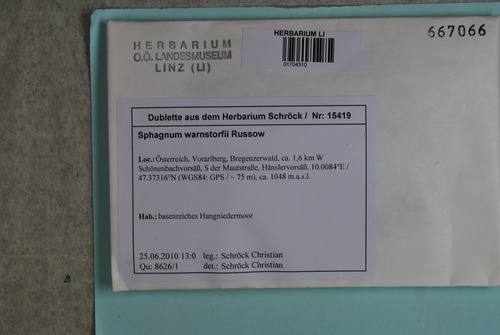 HERBARIUM
O.Ö. LANDESMUSEUM
LINZ (LI)
HERBARIUM LI
01704310
667066
Dublette aus dem Herbarium Schröck / Nr: 15419
Sphagnum warnstorfii Russow
Loc.: Österreich, Vorarlberg, Bregenzerwald, ca. 1,6 km W
Schönenbachvorsäß, S der Mautstraße, Hänslervorsäß, 10.0084°E /
47.37316°N (WGS84: GPS / ~ 75 m), ca. 1048 m.a.s.l.
Hab.: basenreiches Hangniedermoor
25.06.2010 13:0 leg.: Schröck Christian
Qu: 8626/1 det.: Schröck Christian